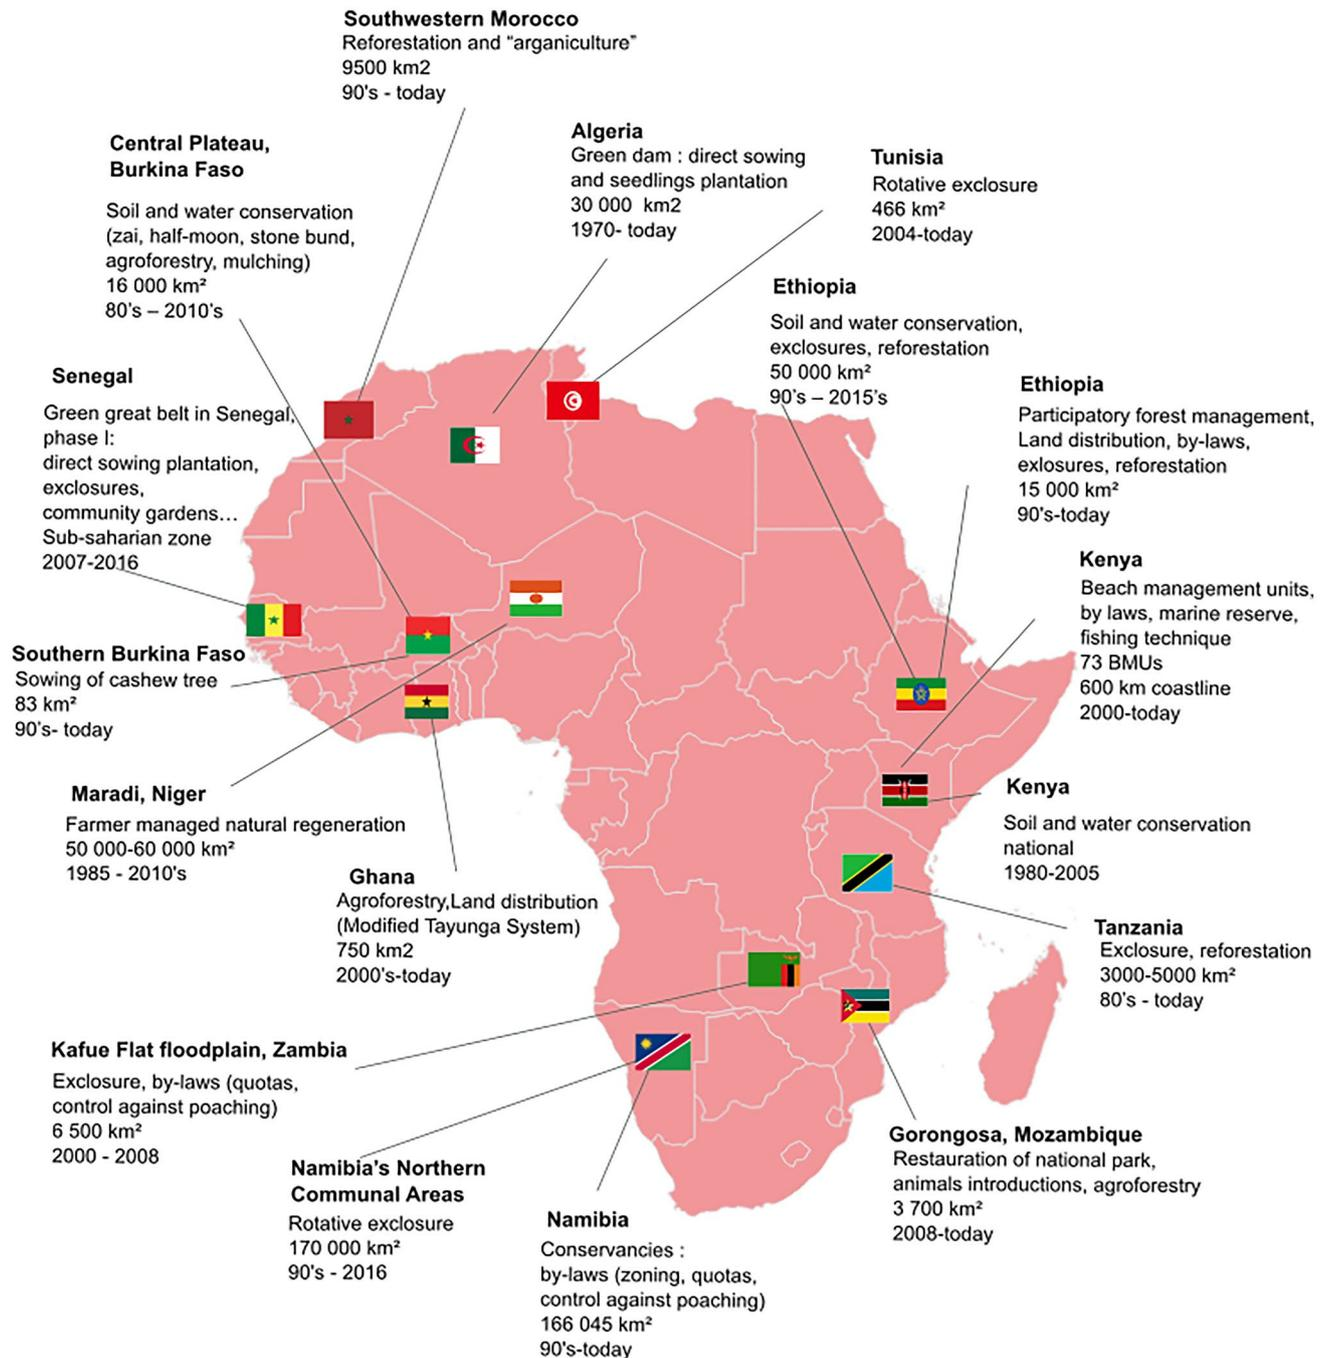 Southwestern Morocco
Reforestation and “arganiculture”
9500 km2
90's - today
Central Plateau,
Burkina Faso
Soil and water conservation
(zai, half-moon, stone bund,
agroforestry, mulching)
16 000 km²
80’s – 2010’s
Algeria
Green dam : direct sowing
and seedlings plantation
30 000 km2
1970- today
Tunisia
Rotative exclosure
466 km²
2004-today
Ethiopia
Soil and water conservation,
exclosures, reforestation
50 000 km²
90’s – 2015’s
Ethiopia
Participatory forest management,
Land distribution, by-laws,
exlosures, reforestation
15 000 km²
90's-today
Senegal
Green great belt in Senegal,
phase I:
direct sowing plantation,
exclosures,
community gardens…
Sub-saharian zone
2007-2016
Kenya
Beach management units,
by laws, marine reserve,
fishing technique
73 BMUs
600 km coastline
2000-today
Southern Burkina Faso
Sowing of cashew tree
83 km²
90’s- today
Maradi, Niger
Farmer managed natural regeneration
50 000-60 000 km²
1985 - 2010's
Kenya
Soil and water conservation
national
1980-2005
Ghana
Agroforestry,Land distribution
(Modified Tayunga System)
750 km2
2000’s-today
Tanzania
Exclosure, reforestation
3000-5000 km²
80’s - today
Kafue Flat floodplain, Zambia
Exclosure, by-laws (quotas,
control against poaching)
6 500 km²
2000 - 2008
Gorongosa, Mozambique
Restauration of national park,
animals introductions, agroforestry
3 700 km²
2008-today
Namibia’s Northern
Communal Areas
Rotative exclosure
170 000 km²
90's - 2016
Namibia
Conservancies :
by-laws (zoning, quotas,
control against poaching)
166 045 km²
90's-today